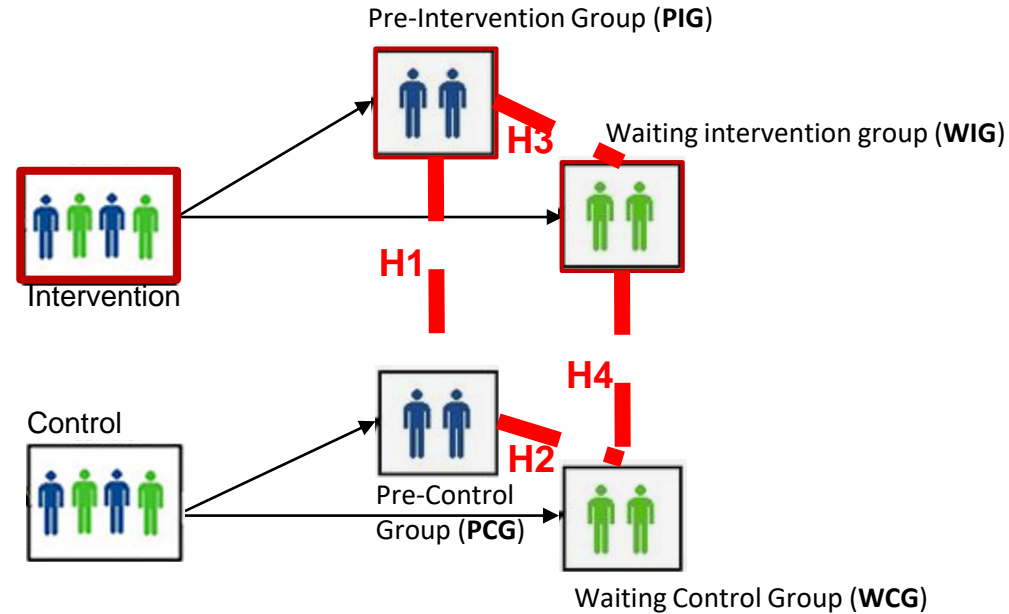 Pre-Intervention Group (PIG)
H3
Waiting intervention group (WIG)
Intervention
H1
H4
Control
H2
Pre-Control
Group (PCG)
Waiting Control Group (WCG)